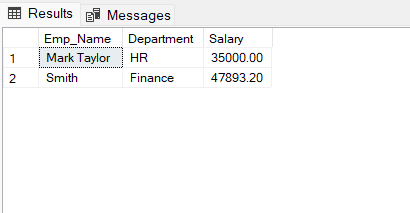 Results Messages
Emp_Name Department Salary
1 Mark Taylor HR 35000.00
2 Smith Finance 47893.20